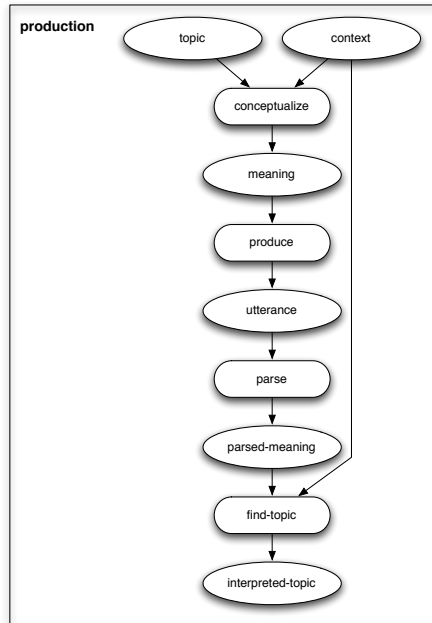 production
topic
context
conceptualize
meaning
produce
utterance
parse
parsed-meaning
find-topic
interpreted-topic